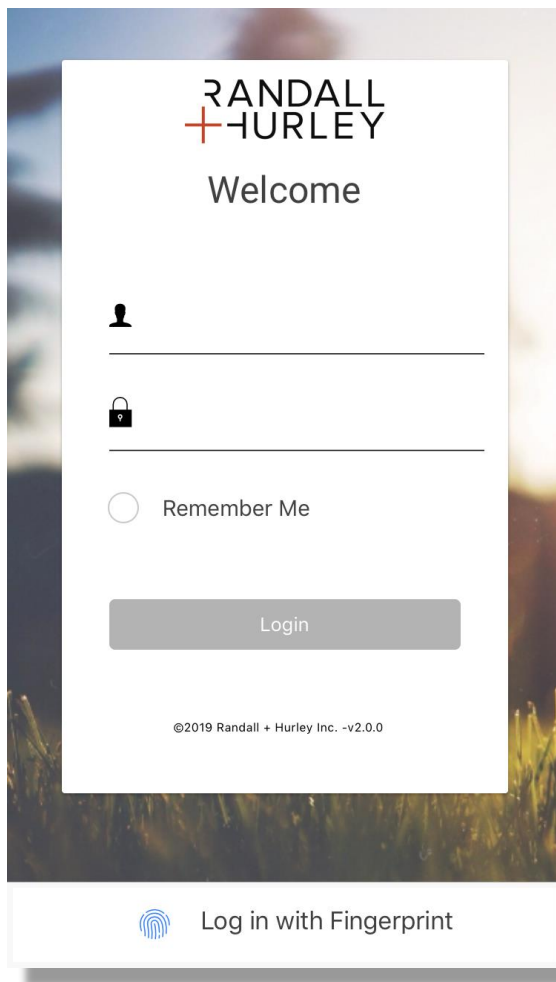 RANDALL
+HURLEY
Welcome
Remember Me
Login
©2019 Randall + Hurley Inc. -v2.0.0
Log in with Fingerprint